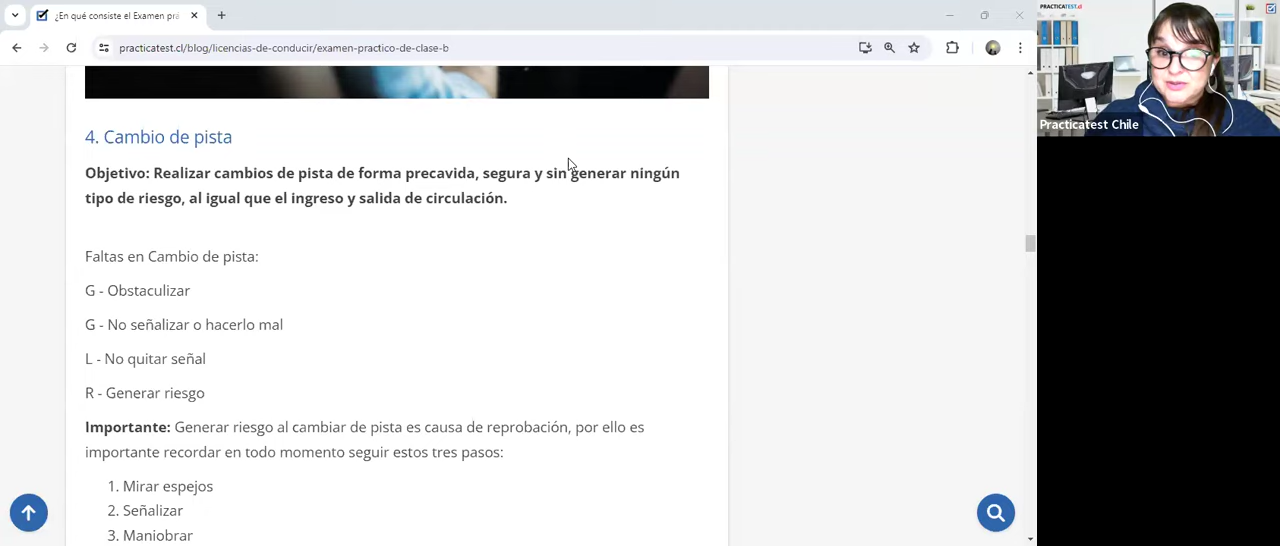 ¿En qué consiste el Examen pra
practicatest.cl/blog/licencias-de-conducir/examen-practico-de-clase-b
PRACTICATEST.cl
Practicatest Chile
4. Cambio de pista
Objetivo: Realizar cambios de pista de forma precavida, segura y sin generar ningún
tipo de riesgo, al igual que el ingreso y salida de circulación.
Faltas en Cambio de pista:
G - Obstaculizar
G - No señalizar o hacerlo mal
L - No quitar señal
R - Generar riesgo
Importante: Generar riesgo al cambiar de pista es causa de reprobación, por ello es
importante recordar en todo momento seguir estos tres pasos:
1. Mirar espejos
2. Señalizar
3. Maniobrar